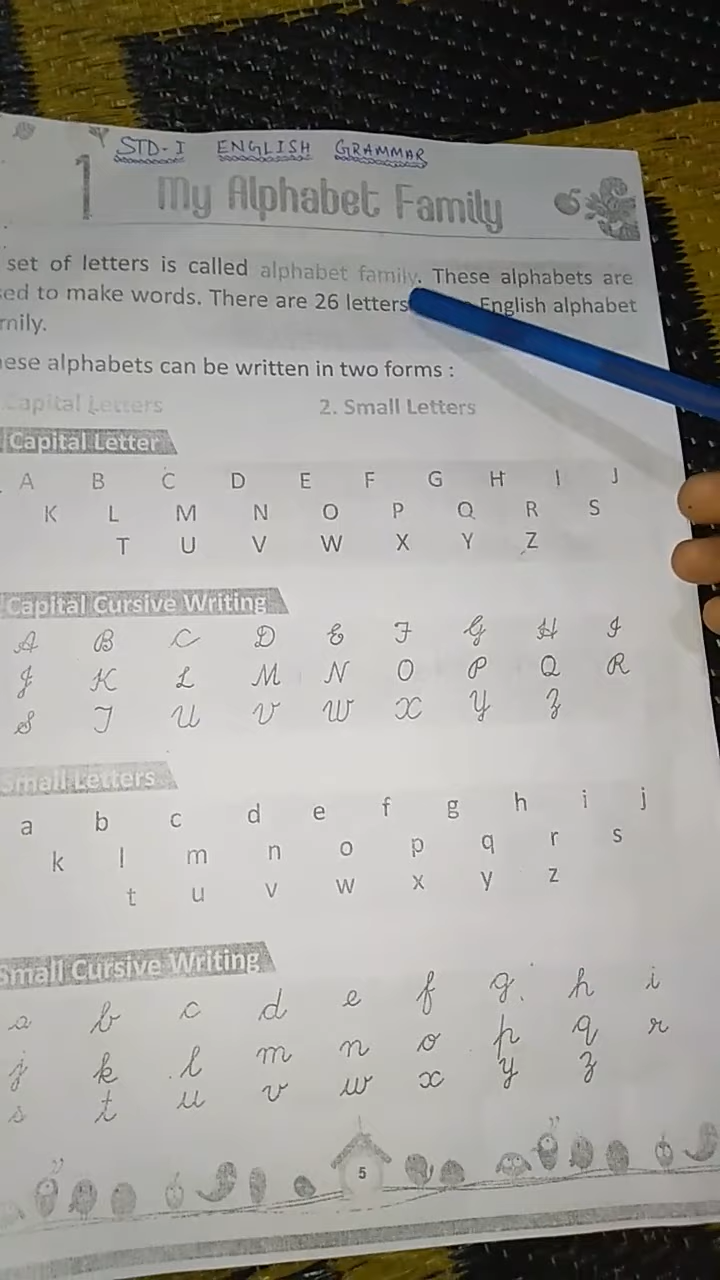 STD-I ENGLISH GRAMMAR
1 My Alphabet Family
set of letters is called alphabet family. These alphabets are
ed to make words. There are 26 letters English alphabet
mily.
ese alphabets can be written in two forms :
Capital Letters 2. Small Letters
Capital Letter
A B C D E F G H I J
K L M N O P Q R S
T U V W X Y Z
Capital Cursive Writing
A B C D E F G H I
J K L M N O P Q R
S T U V W X Y Z
Small Letters
a b c d e f g h i j
k l m n o p q r s
t u v w x y z
Small Cursive Writing
a b c d e f g h i
j k l m n o p q r
s t u v w x y z
5